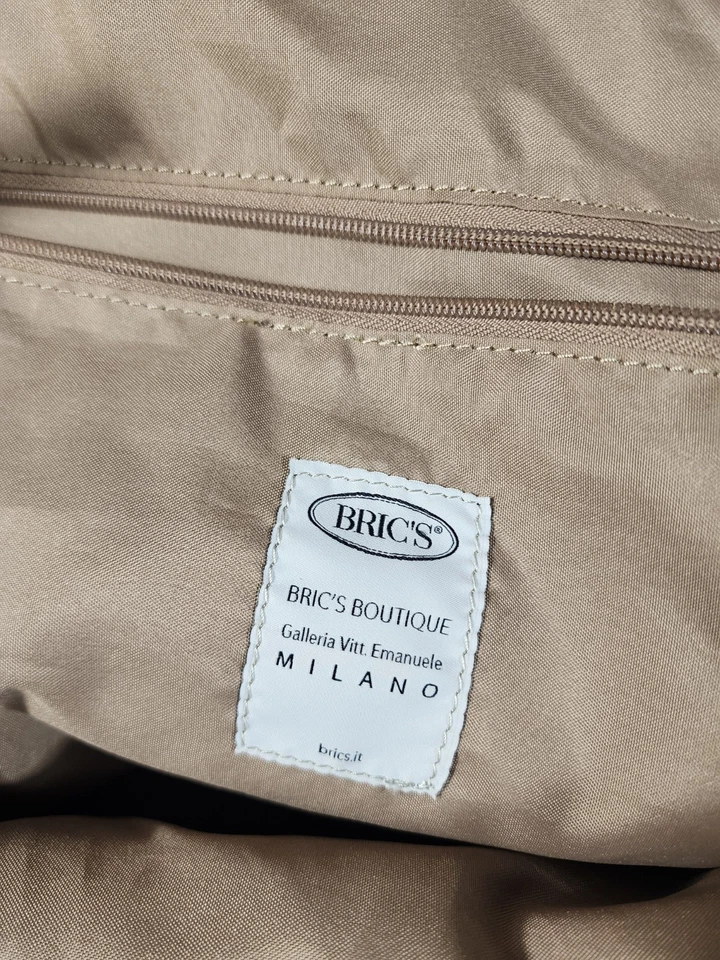 BRIC'S®
BRIC'S BOUTIQUE
Galleria Vitt. Emanuele
MILANO
brics.it